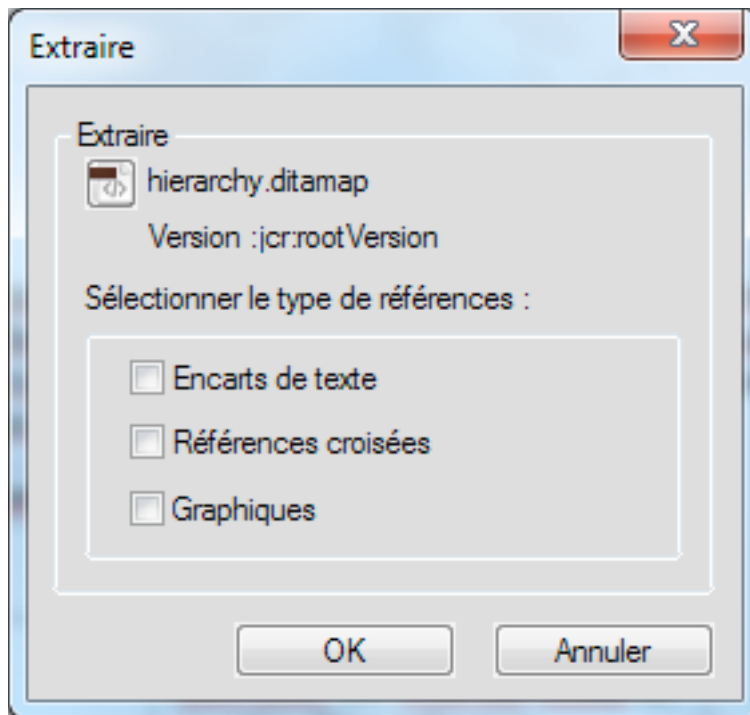 Extraire
Extraire
hierarchy.ditamap
Version :jcr:rootVersion
Sélectionner le type de références :
Encarts de texte
Références croisées
Graphiques
OK
Annuler